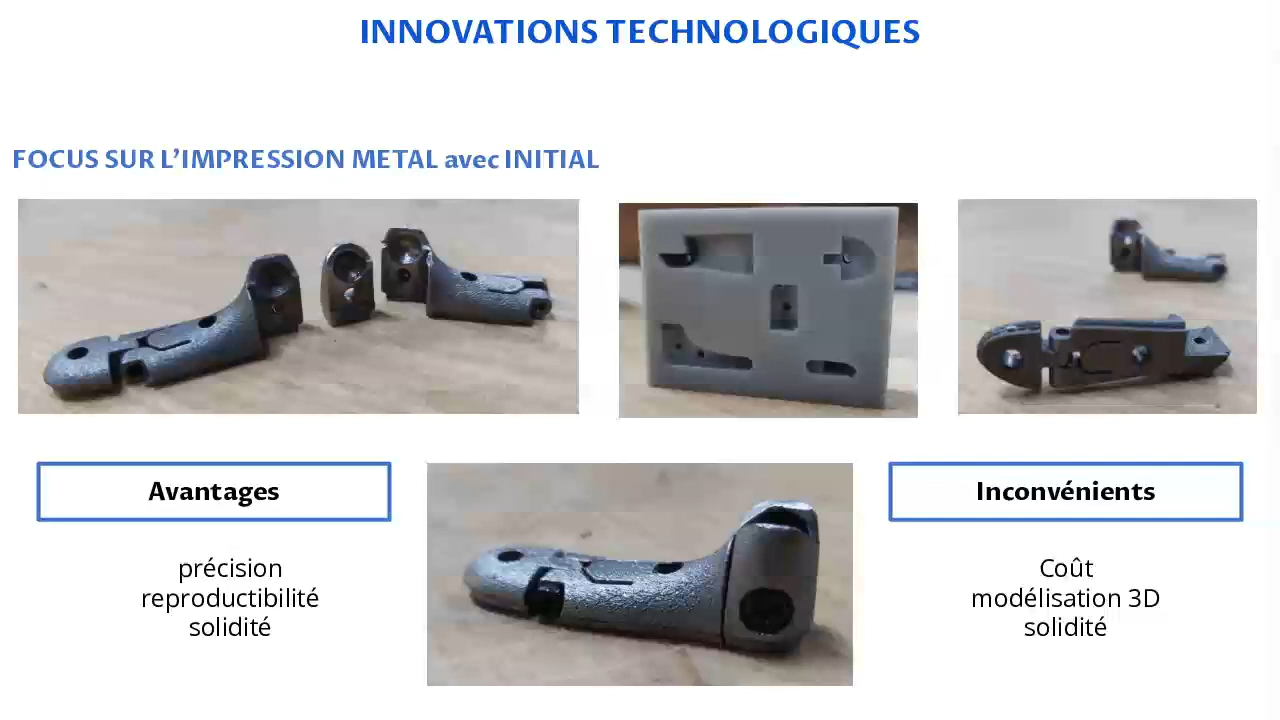 INNOVATIONS TECHNOLOGIQUES
FOCUS SUR L'IMPRESSION METAL avec INITIAL
Avantages
précision
reproductibilité
solidité
Inconvénients
Coût
modélisation 3D
solidité